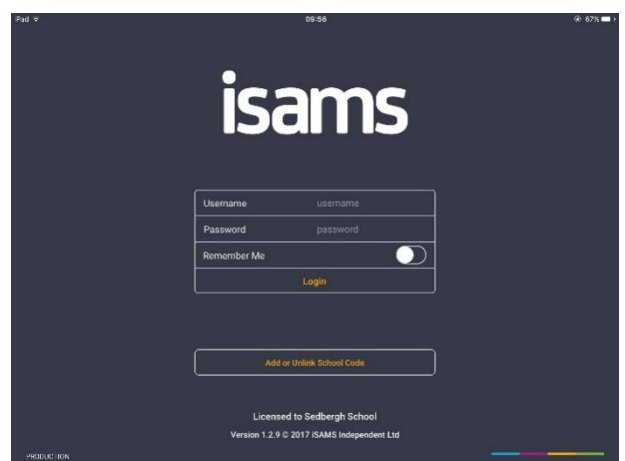 iPad 09:56 67%
isams
Username username
Password password
Remember Me
Login
Add or Unlink School Code
Licensed to Sedbergh School
Version 1.2.9 © 2017 iSAMS Independent Ltd
PRODUCTION